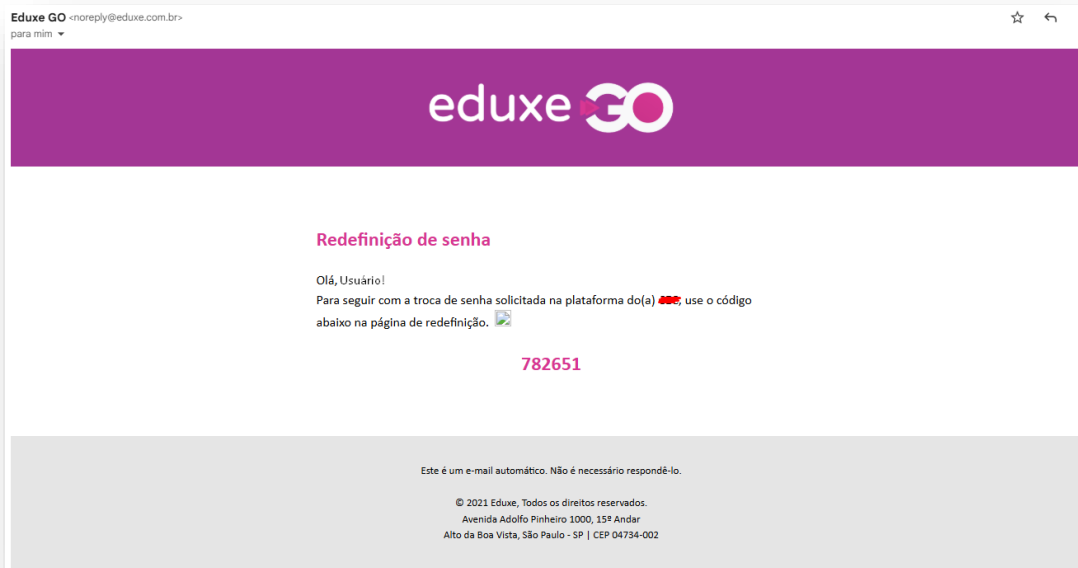 Eduxe GO <noreply@eduxe.com.br>
para mim
eduxe GO
Redefinição de senha
Olá, Usuário!
Para seguir com a troca de senha solicitada na plataforma do(a) , use o código
abaixo na página de redefinição.
782651
Este é um e-mail automático. Não é necessário respondê-lo.
© 2021 Eduxe, Todos os direitos reservados.
Avenida Adolfo Pinheiro 1000, 15º Andar
Alto da Boa Vista, São Paulo - SP | CEP 04734-002